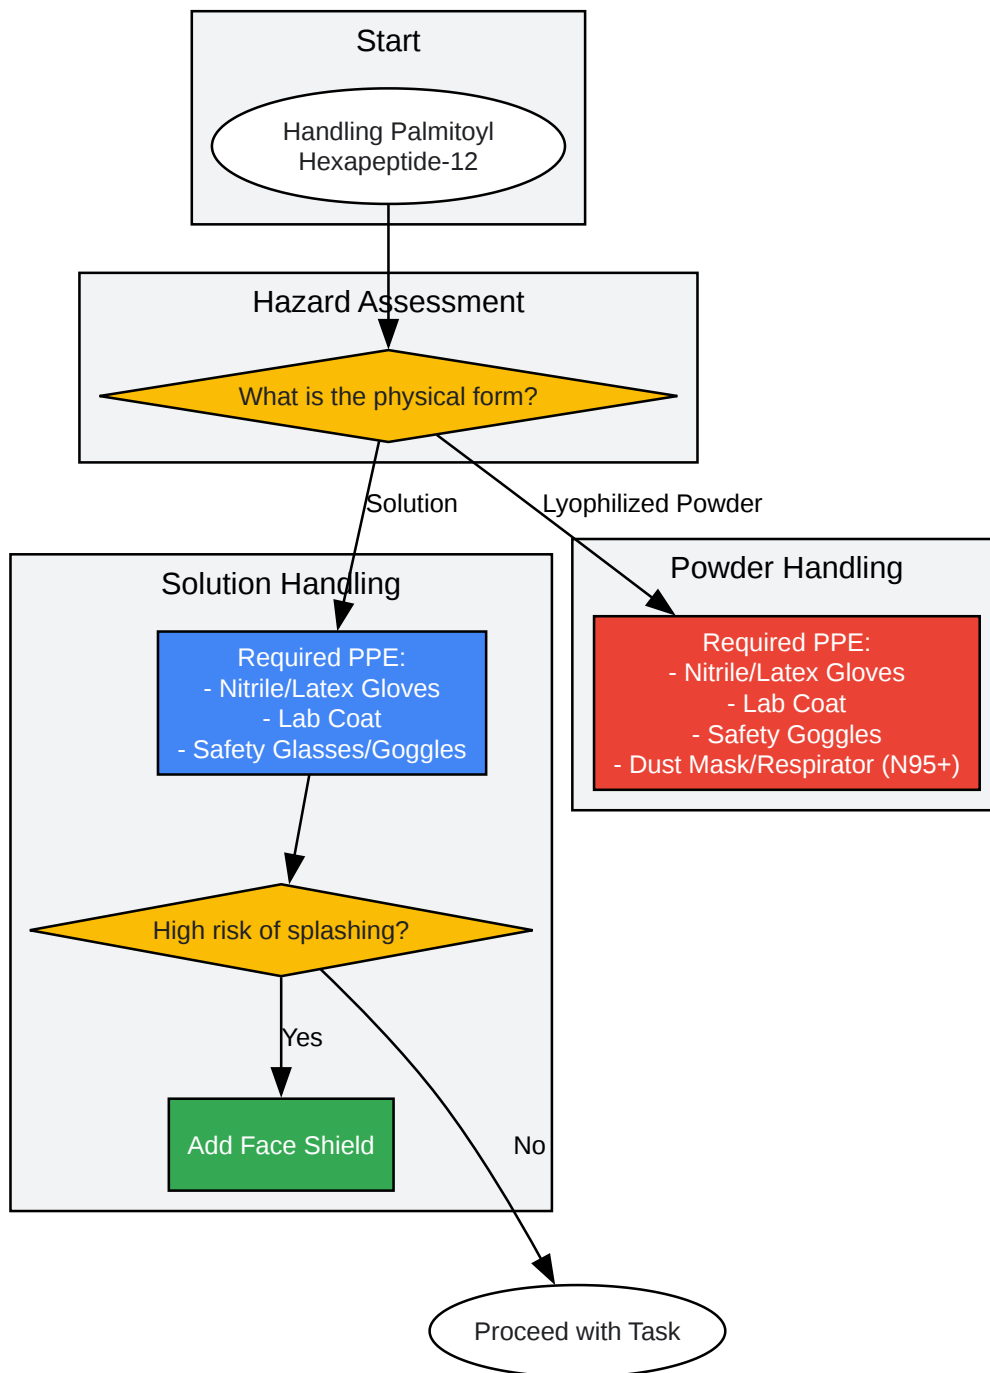 Start
Handling Palmitoyl
Hexapeptide-12
Hazard Assessment
What is the physical form?
Solution
Lyophilized Powder
Solution Handling
Required PPE:
- Nitrile/Latex Gloves
- Lab Coat
- Safety Glasses/Goggles
Powder Handling
Required PPE:
- Nitrile/Latex Gloves
- Lab Coat
- Safety Goggles
- Dust Mask/Respirator (N95+)
High risk of splashing?
Yes
Add Face Shield
No
Proceed with Task